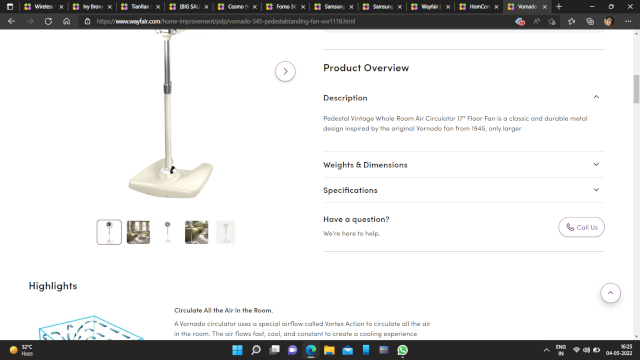 Wireless
Ivy Bronx
TianRan
(BIG SALE
Cosmo 9
Forno 36
Samsung
Samsung
Wayfair
HomCom
Vornado
https://www.wayfair.com/home-improvement/pdp/vornado-545-pedestalstanding-fan-vor1118.html
Product Overview
Description
Pedestal Vintage Whole Room Air Circulator 17" Floor Fan is a classic and durable metal
design inspired by the original Vornado fan from 1945, only larger
Weights & Dimensions
Specifications
Have a question?
We're here to help.
Call Us
Highlights
Circulate All the Air in the Room.
A Vornado circulator uses a special airflow called Vortex Action to circulate all the air
in the room. The air flows fast, cool, and constant to create a cooling experience
32°C
Haze
ENG
IN
16:25
04-05-2022